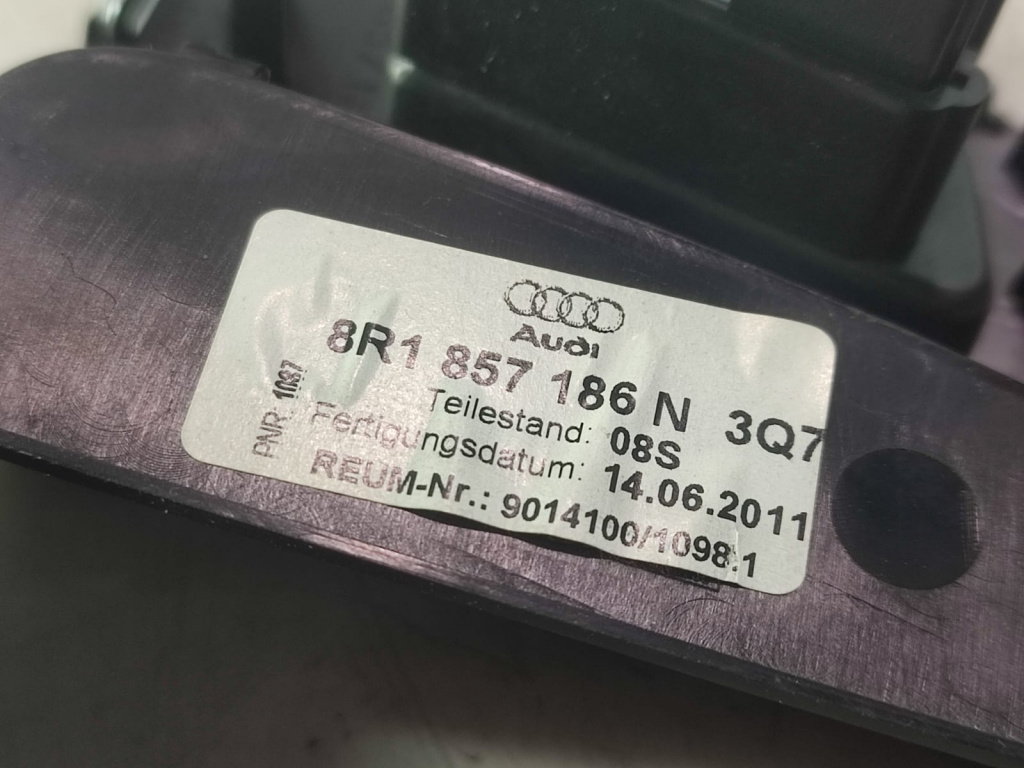 Audi
8R1 857 186 N 3Q7
Teilestand: 08S
Fertigungsdatum: 14.06.2011
REUM-Nr.: 9014100/1098.1
PNR 1087